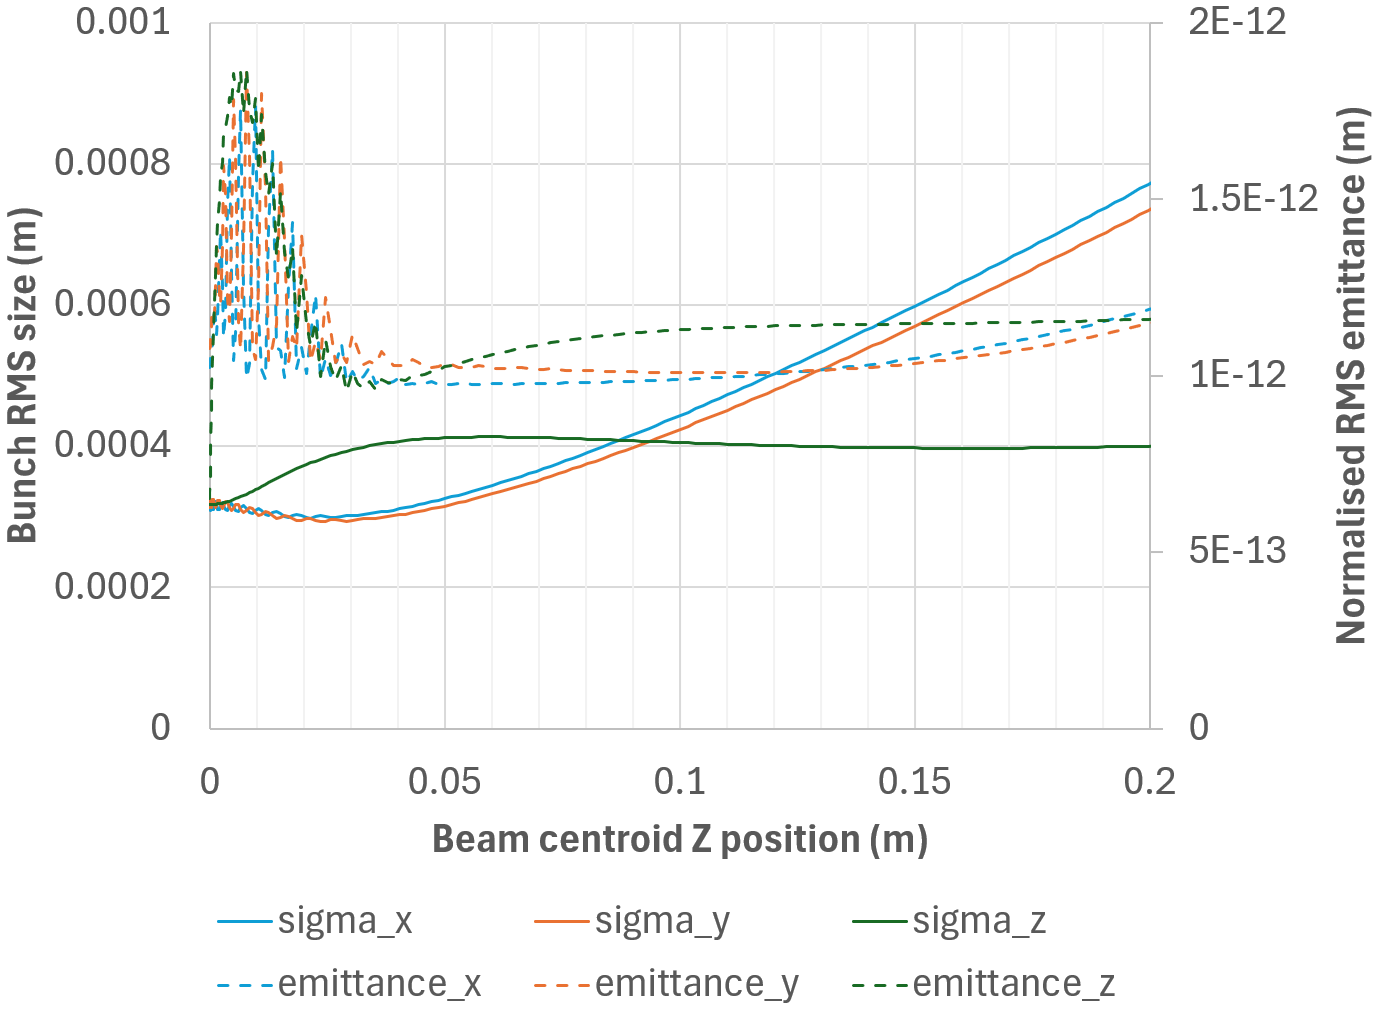 0.001
0.0008
0.0006
0.0004
0.0002
0
Bunch RMS size (m)
2E-12
1.5E-12
1E-12
5E-13
0
Normalised RMS emittance (m)
0 0.05 0.1 0.15 0.2
Beam centroid Z position (m)
sigma_x sigma_y sigma_z
emittance_x emittance_y emittance_z